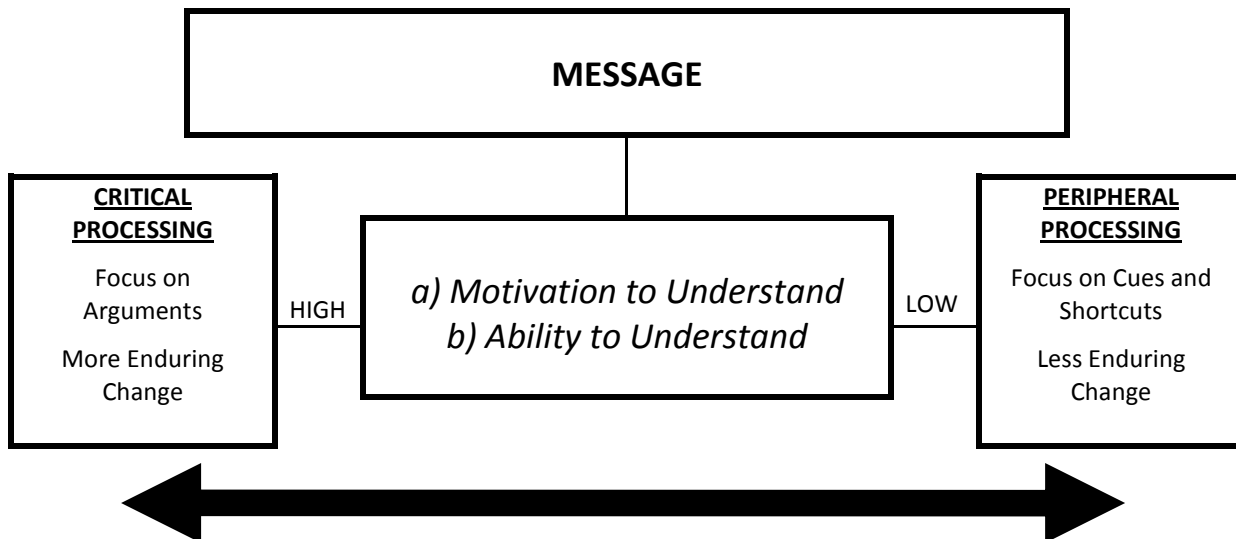 MESSAGE
CRITICAL
PROCESSING
Focus on
Arguments
More Enduring
Change
HIGH
a) Motivation to Understand
b) Ability to Understand
LOW
PERIPHERAL
PROCESSING
Focus on Cues and
Shortcuts
Less Enduring
Change